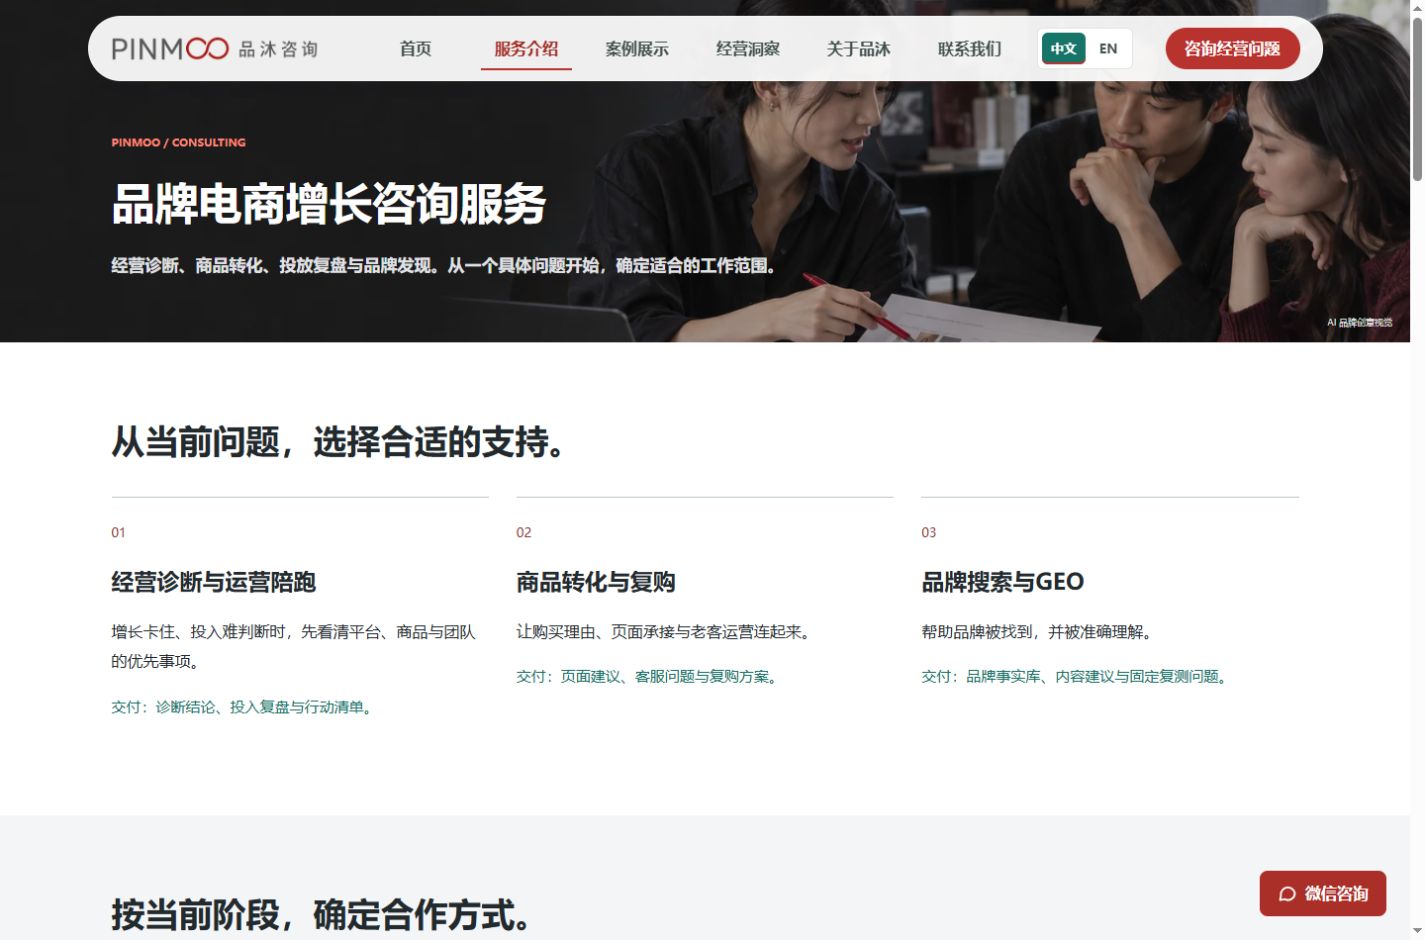 PINMOO 品沐咨询
首页
服务介绍
案例展示
经营洞察
关于品沐
联系我们
中文
EN
咨询经营问题
PINMOO / CONSULTING
品牌电商增长咨询服务
经营诊断、商品转化、投放复盘与品牌发现。从一个具体问题开始，确定适合的工作范围。
AI 品牌创意视觉
从当前问题，选择合适的支持。
01
经营诊断与运营陪跑
增长卡住、投入难判断时，先看清平台、商品与团队
的优先事项。
交付：诊断结论、投入复盘与行动清单。
02
商品转化与复购
让购买理由、页面承接与老客运营连起来。
交付：页面建议、客服问题与复购方案。
03
品牌搜索与GEO
帮助品牌被找到，并被准确理解。
交付：品牌事实库、内容建议与固定复测问题。
按当前阶段，确定合作方式。
微信咨询